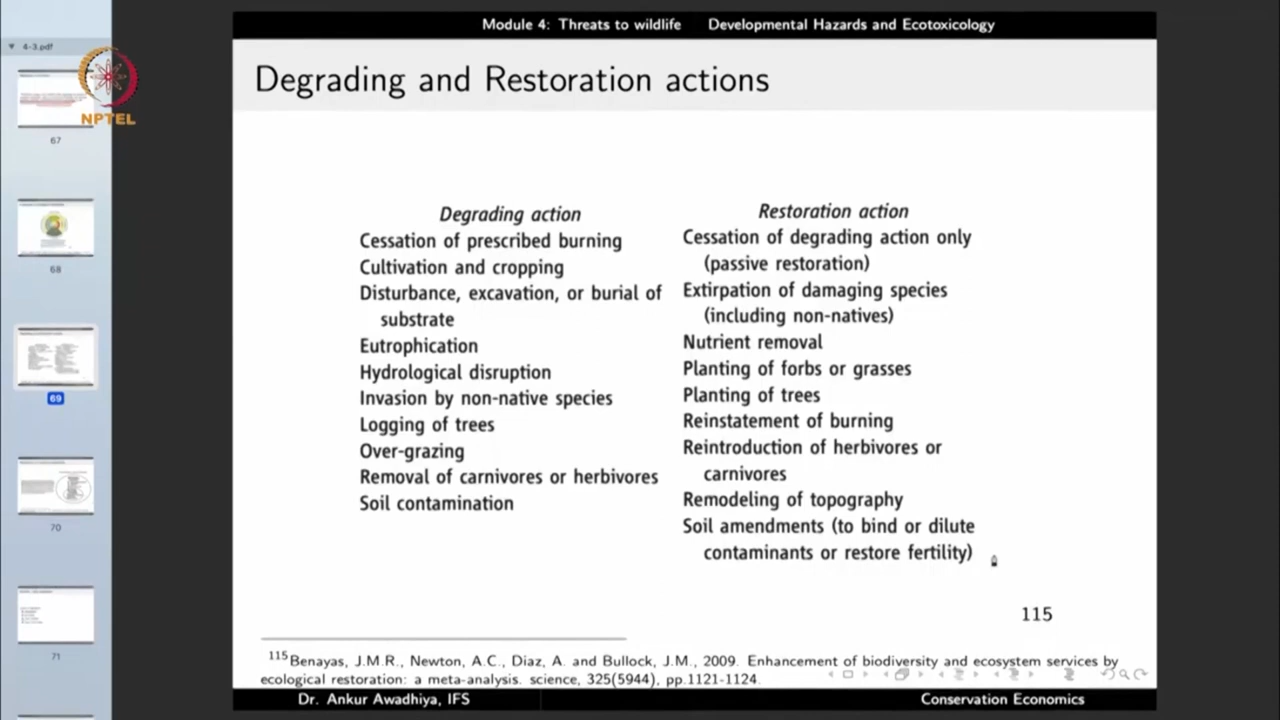 Module 4: Threats to wildlife Developmental Hazards and Ecotoxicology
4-3.pdf
NPTEL
67
68
69
70
71
Degrading and Restoration actions
Degrading action
Cessation of prescribed burning
Cultivation and cropping
Disturbance, excavation, or burial of
substrate
Eutrophication
Hydrological disruption
Invasion by non-native species
Logging of trees
Over-grazing
Removal of carnivores or herbivores
Soil contamination
Restoration action
Cessation of degrading action only
(passive restoration)
Extirpation of damaging species
(including non-natives)
Nutrient removal
Planting of forbs or grasses
Planting of trees
Reinstatement of burning
Reintroduction of herbivores or
carnivores
Remodeling of topography
Soil amendments (to bind or dilute
contaminants or restore fertility)
115
115 Benayas, J.M.R., Newton, A.C., Diaz, A. and Bullock, J.M., 2009. Enhancement of biodiversity and ecosystem services by
ecological restoration: a meta-analysis. science, 325(5944), pp.1121-1124.
Dr. Ankur Awadhiya, IFS Conservation Economics